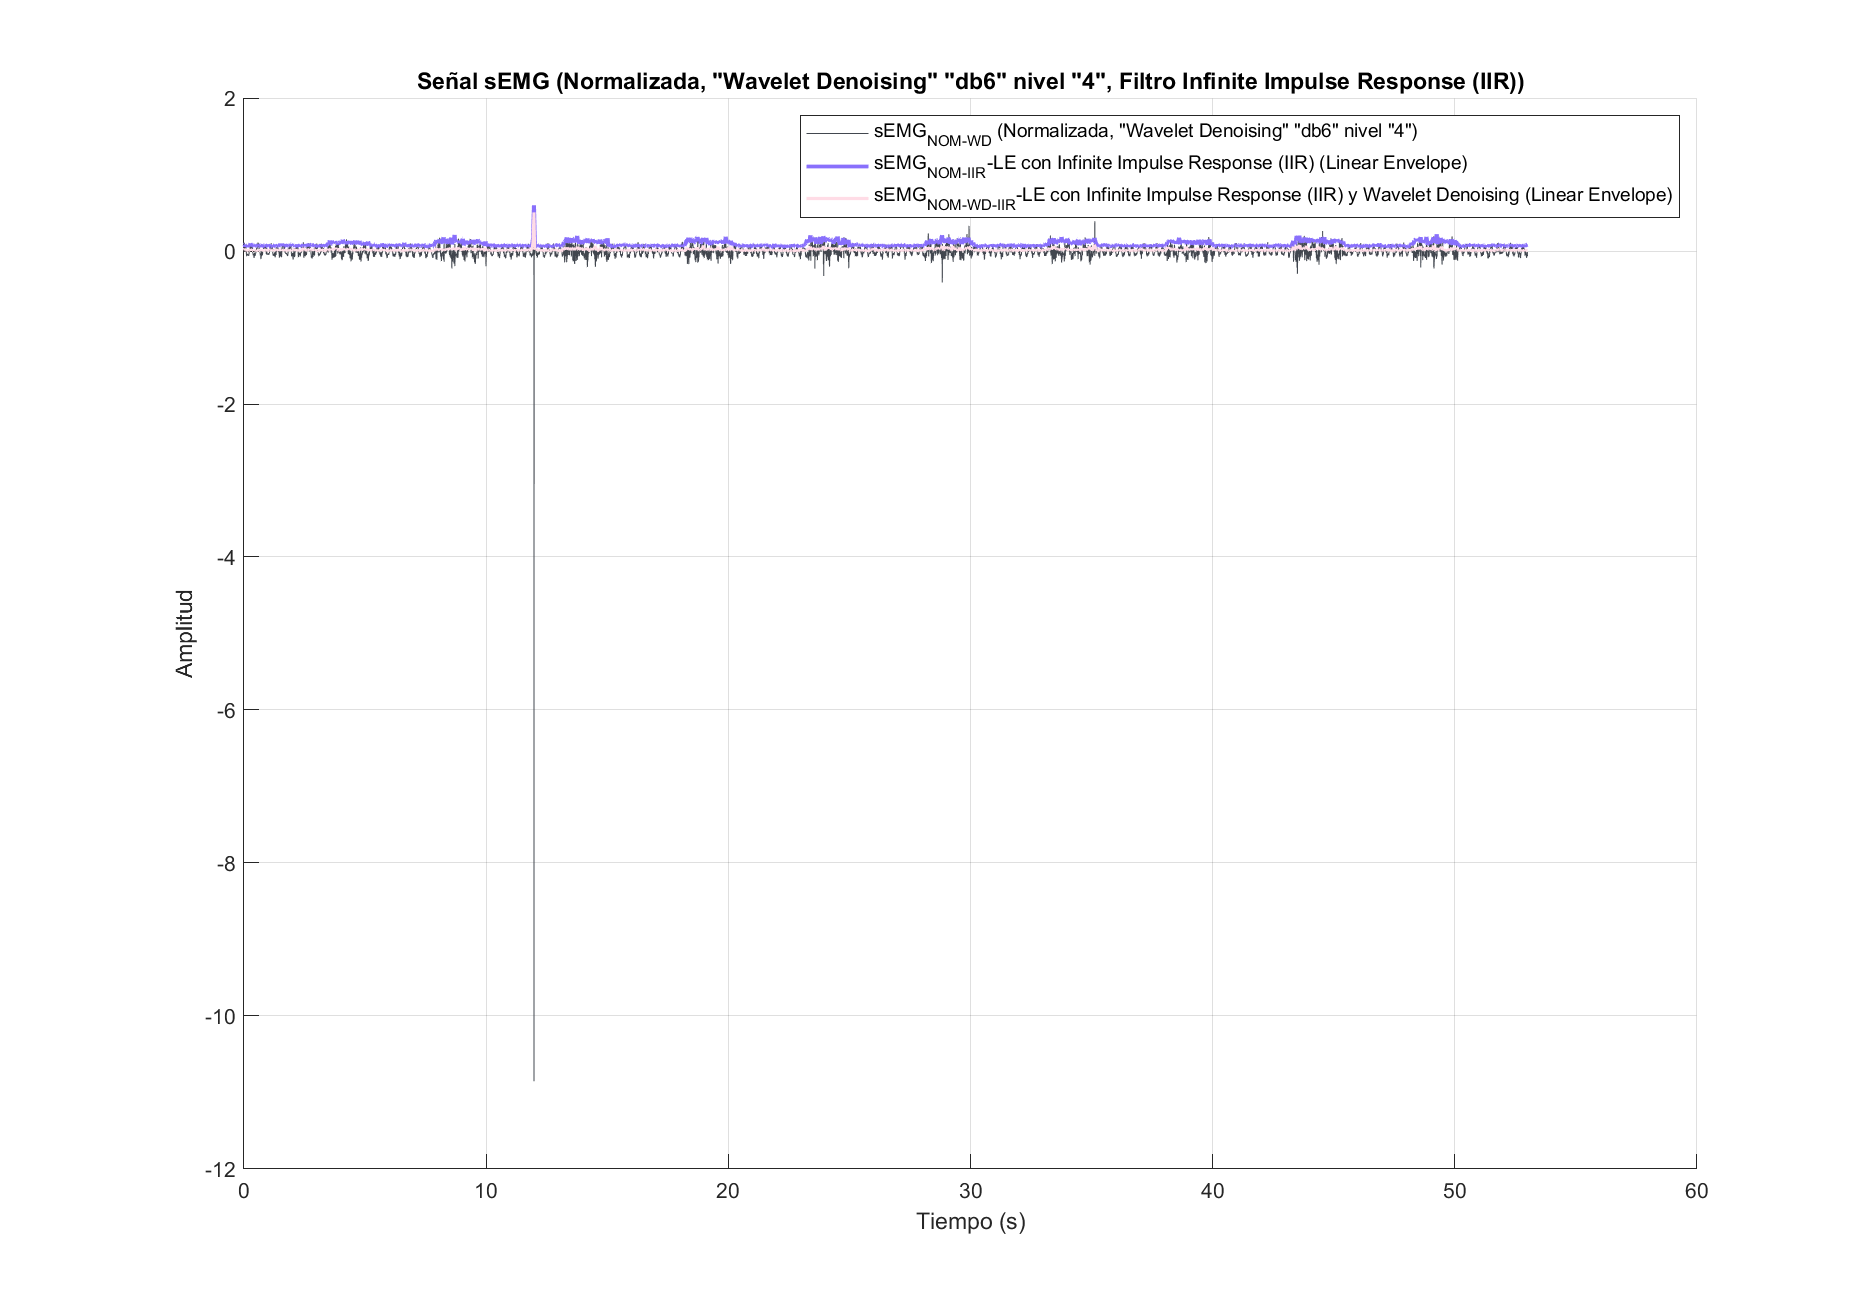 Señal sEMG (Normalizada, "Wavelet Denoising" "db6" nivel "4", Filtro Infinite Impulse Response (IIR))
sEMG_NOM-WD (Normalizada, "Wavelet Denoising" "db6" nivel "4")
sEMG_NOM-IIR-LE con Infinite Impulse Response (IIR) (Linear Envelope)
sEMG_NOM-WD-IIR-LE con Infinite Impulse Response (IIR) y Wavelet Denoising (Linear Envelope)
2
0
-2
-4
-6
-8
-10
-12
Amplitud
0 10 20 30 40 50 60
Tiempo (s)